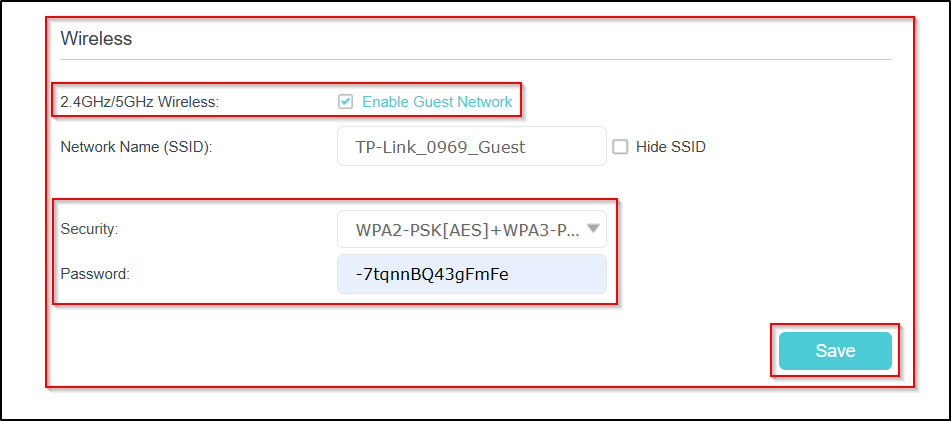 Wireless
2.4GHz/5GHz Wireless: Enable Guest Network
Network Name (SSID): TP-Link_0969_Guest Hide SSID
Security: WPA2-PSK[AES]+WPA3-P...
Password: -7tqnnBQ43gFmFe
Save